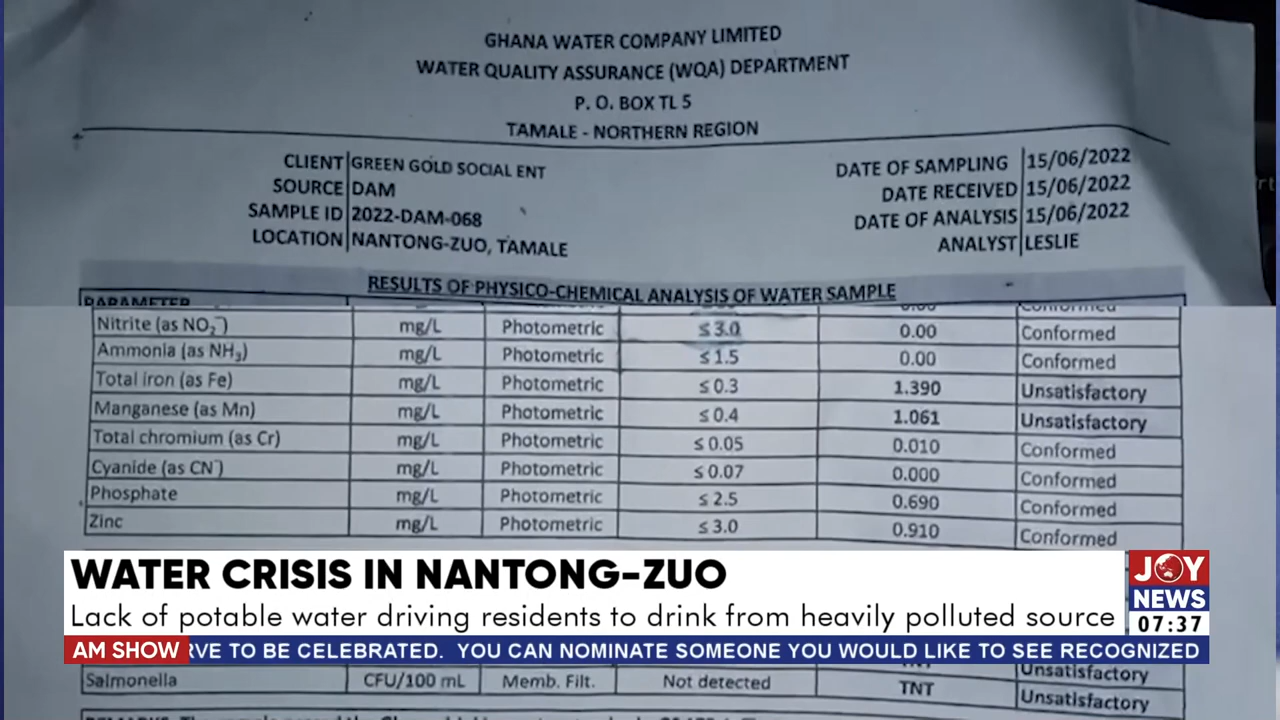 GHANA WATER COMPANY LIMITED
WATER QUALITY ASSURANCE (WQA) DEPARTMENT
P. O. BOX TL 5
TAMALE - NORTHERN REGION
CLIENT GREEN GOLD SOCIAL ENT
SOURCE DAM
SAMPLE ID 2022-DAM-068
LOCATION NANTONG-ZUO, TAMALE
DATE OF SAMPLING 15/06/2022
DATE RECEIVED 15/06/2022
DATE OF ANALYSIS 15/06/2022
ANALYST LESLIE
RESULTS OF PHYSICO-CHEMICAL ANALYSIS OF WATER SAMPLE
PARAMETER
0.00 Conformed
Nitrite (as NO₂⁻) mg/L Photometric ≤ 3.0 0.00 Conformed
Ammonia (as NH₃) mg/L Photometric ≤ 1.5 0.00 Conformed
Total iron (as Fe) mg/L Photometric ≤ 0.3 1.390 Unsatisfactory
Manganese (as Mn) mg/L Photometric ≤ 0.4 1.061 Unsatisfactory
Total chromium (as Cr) mg/L Photometric ≤ 0.05 0.010 Conformed
Cyanide (as CN⁻) mg/L Photometric ≤ 0.07 0.000 Conformed
Phosphate mg/L Photometric ≤ 2.5 0.690 Conformed
Zinc mg/L Photometric ≤ 3.0 0.910 Conformed
WATER CRISIS IN NANTONG-ZUO
Lack of potable water driving residents to drink from heavily polluted source
JOY
NEWS
07:37
AM SHOW RVE TO BE CELEBRATED. YOU CAN NOMINATE SOMEONE YOU WOULD LIKE TO SEE RECOGNIZED
TNT Unsatisfactory
Salmonella CFU/100 mL Memb. Filt. Not detected TNT Unsatisfactory